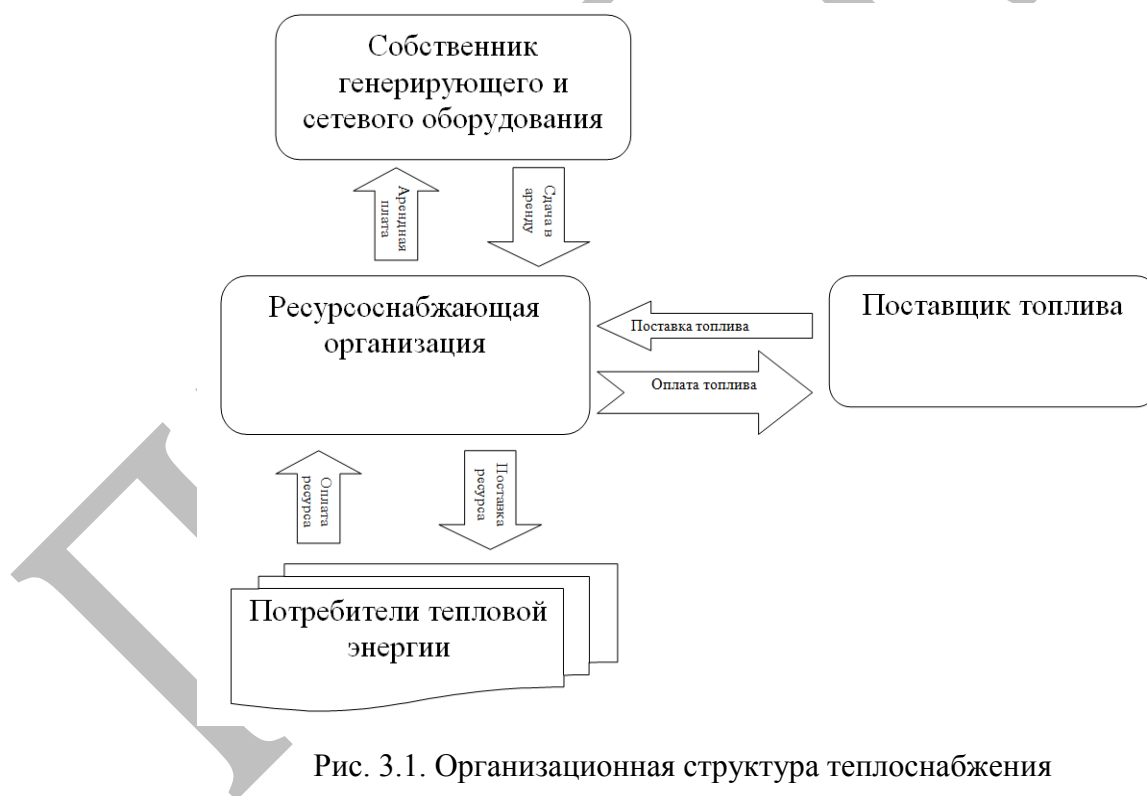 Собственник
генерирующего и
сетевого оборудования
Арендная
плата
Сдача в
аренду
Ресурсоснабжающая
организация
Поставщик топлива
Поставка топлива
Оплата топлива
Оплата
ресурса
Поставка
ресурса
Потребители тепловой
энергии
Рис. 3.1. Организационная структура теплоснабжения